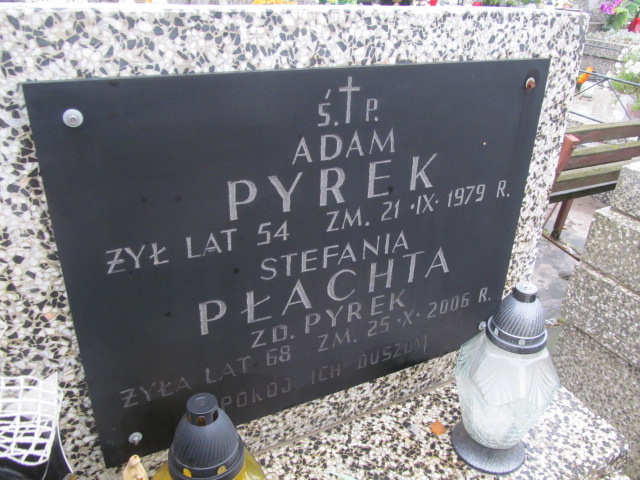 Ś.†P.
ADAM
PYREK
ŻYŁ LAT 54 ZM. 21·IX·1979 R.
STEFANIA
PŁACHTA
ZD. PYREK
ŻYŁA LAT 68 ZM. 25·X·2006 R.
POKÓJ ICH DUSZOM